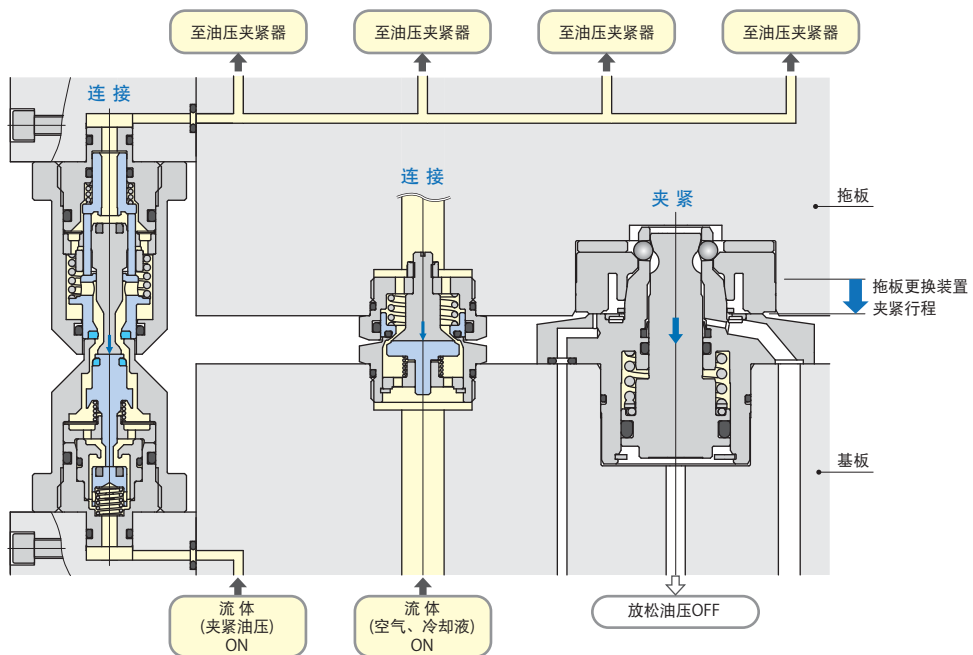 至油压夹紧器
至油压夹紧器
至油压夹紧器
至油压夹紧器
连接
连接
夹紧
拖板
拖板更换装置
夹紧行程
基板
流体
(夹紧油压)
ON
流体
(空气、冷却液)
ON
放松油压OFF